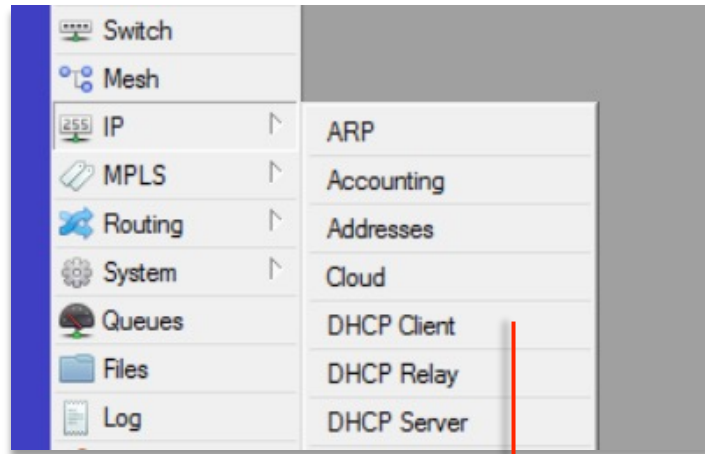 Switch
Mesh
255 IP
MPLS
Routing
System
Queues
Files
Log
ARP
Accounting
Addresses
Cloud
DHCP Client
DHCP Relay
DHCP Server